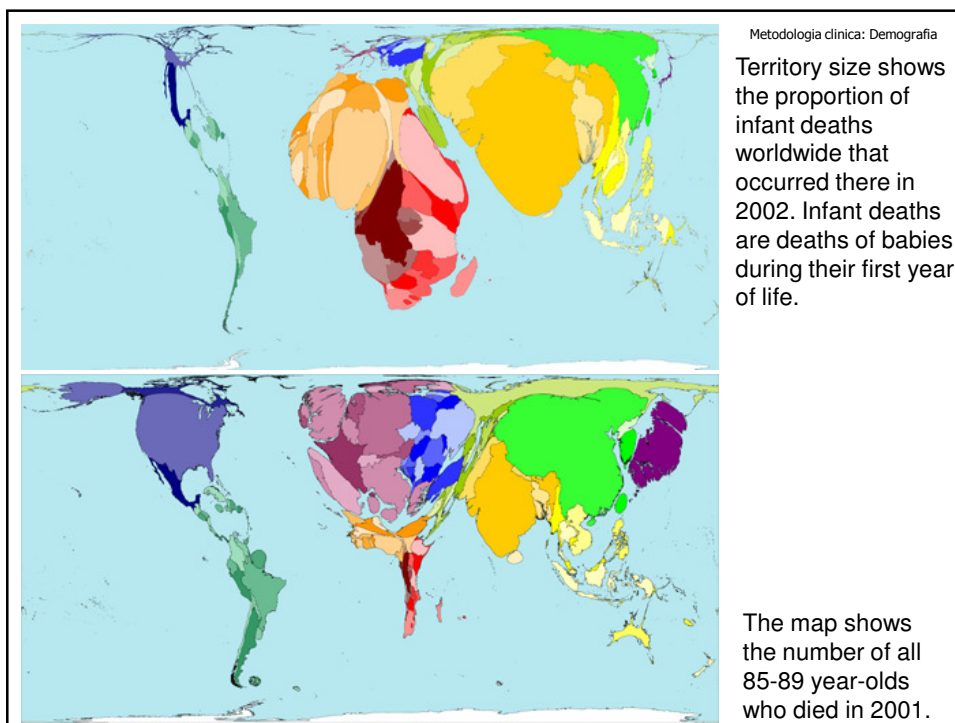 Metodologia clinica: Demografia
Territory size shows
the proportion of
infant deaths
worldwide that
occurred there in
2002. Infant deaths
are deaths of babies
during their first year
of life.
The map shows
the number of all
85-89 year-olds
who died in 2001.